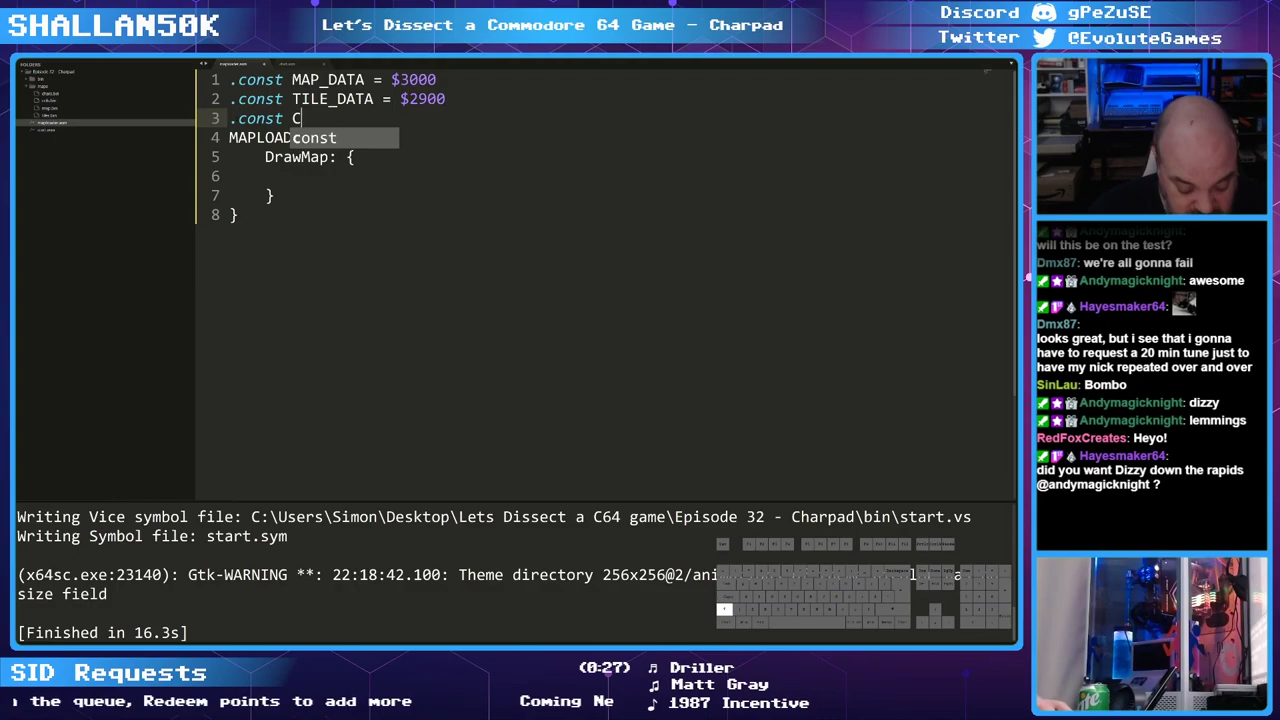 SHALLAN50K
Let's Dissect a Commodore 64 Game - Charpad
Discord gPeZuSE
Twitter @EvoluteGames
FOLDERS
1 .const MAP_DATA = $3000
2 .const TILE_DATA = $2900
3 .const C
4 MAPLOAD
const
5 DrawMap: {
6
7 }
8 }
Writing Vice symbol file: C:\Users\Simon\Desktop\Lets Dissect a C64 game\Episode 32 - Charpad\bin\start.vs
Writing Symbol file: start.sym
(x64sc.exe:23140): Gtk-WARNING **: 22:18:42.100: Theme directory 256x256@2/ani
size field
[Finished in 16.3s]
Andymagicknight:
will this be on the test?
Dmx87: we're all gonna fail
Andymagicknight: awesome
Hayesmaker64:
Dmx87:
looks great, but i see that i gonna
have to request a 20 min tune just to
have my nick repeated over and over
SinLau: Bombo
Andymagicknight: dizzy
Andymagicknight: lemmings
RedFoxCreates: Heyo!
Hayesmaker64:
did you want Dizzy down the rapids
@andymagicknight ?
SID Requests
the queue, Redeem points to add more
Coming Ne
(0:27)
Driller
Matt Gray
1987 Incentive